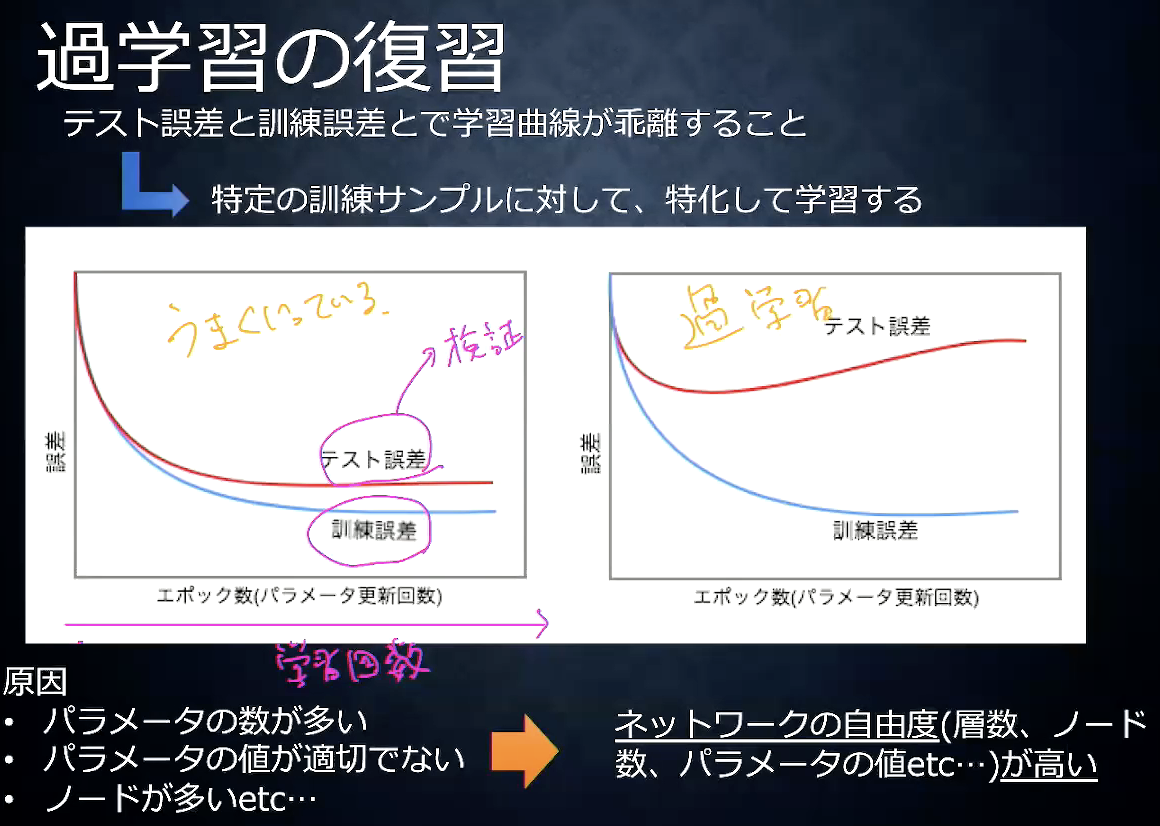 過学習の復習
テスト誤差と訓練誤差とで学習曲線が乖離すること
特定の訓練サンプルに対して、特化して学習する
うまくいっている.
検証
テスト誤差
訓練誤差
誤差
エポック数(パラメータ更新回数)
学習回数
過学習
テスト誤差
訓練誤差
誤差
エポック数(パラメータ更新回数)
原因
• パラメータの数が多い
• パラメータの値が適切でない
• ノードが多いetc…
ネットワークの自由度(層数、ノード
数、パラメータの値etc…)が高い